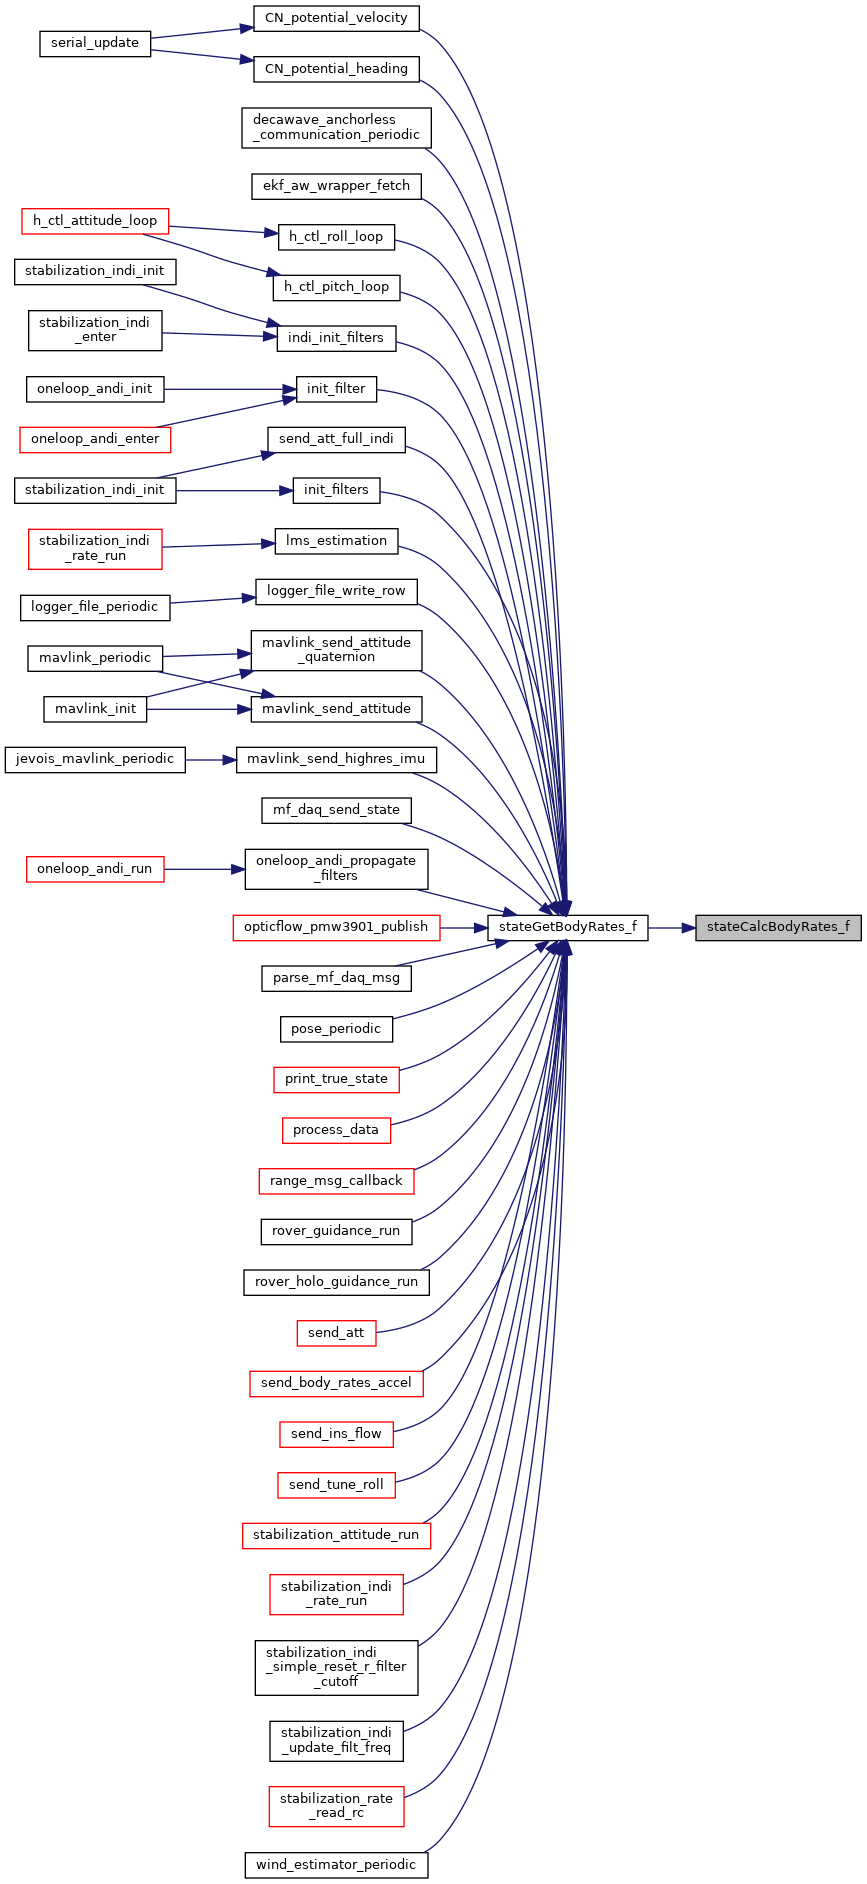 CN_potential_velocity
serial_update
CN_potential_heading
decawave_anchorless
_communication_periodic
ekf_aw_wrapper_fetch
h_ctl_attitude_loop
h_ctl_roll_loop
stabilization_indi_init
h_ctl_pitch_loop
stabilization_indi
_enter
indi_init_filters
oneloop_andi_init
init_filter
oneloop_andi_enter
send_att_full_indi
stabilization_indi_init
init_filters
stabilization_indi
_rate_run
lms_estimation
logger_file_write_row
logger_file_periodic
mavlink_send_attitude
_quaternion
mavlink_periodic
mavlink_init
mavlink_send_attitude
jevois_mavlink_periodic
mavlink_send_highres_imu
mf_daq_send_state
oneloop_andi_run
oneloop_andi_propagate
_filters
opticflow_pmw3901_publish
stateGetBodyRates_f
stateCalcBodyRates_f
parse_mf_daq_msg
pose_periodic
print_true_state
process_data
range_msg_callback
rover_guidance_run
rover_holo_guidance_run
send_att
send_body_rates_accel
send_ins_flow
send_tune_roll
stabilization_attitude_run
stabilization_indi
_rate_run
stabilization_indi
_simple_reset_r_filter
_cutoff
stabilization_indi
_update_filt_freq
stabilization_rate
_read_rc
wind_estimator_periodic